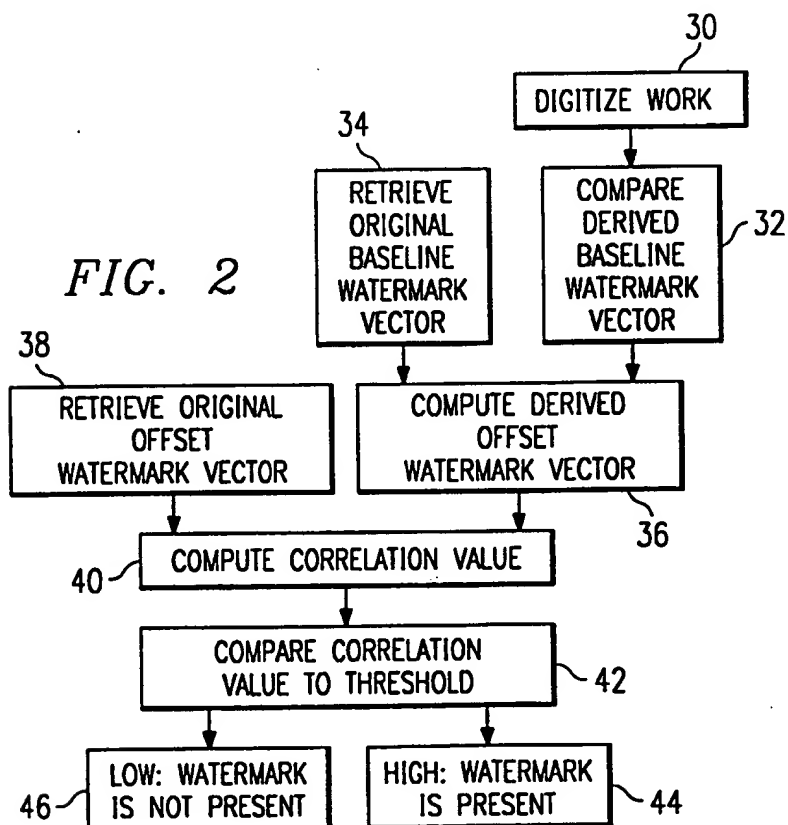 30
DIGITIZE WORK
34
RETRIEVE
ORIGINAL
BASELINE
WATERMARK
VECTOR
COMPARE
DERIVED
BASELINE
WATERMARK
VECTOR
32
FIG. 2
38
RETRIEVE ORIGINAL
OFFSET
WATERMARK VECTOR
COMPUTE DERIVED
OFFSET
WATERMARK VECTOR
36
40
COMPUTE CORRELATION VALUE
COMPARE CORRELATION
VALUE TO THRESHOLD
42
46
LOW: WATERMARK
IS NOT PRESENT
HIGH: WATERMARK
IS PRESENT
44